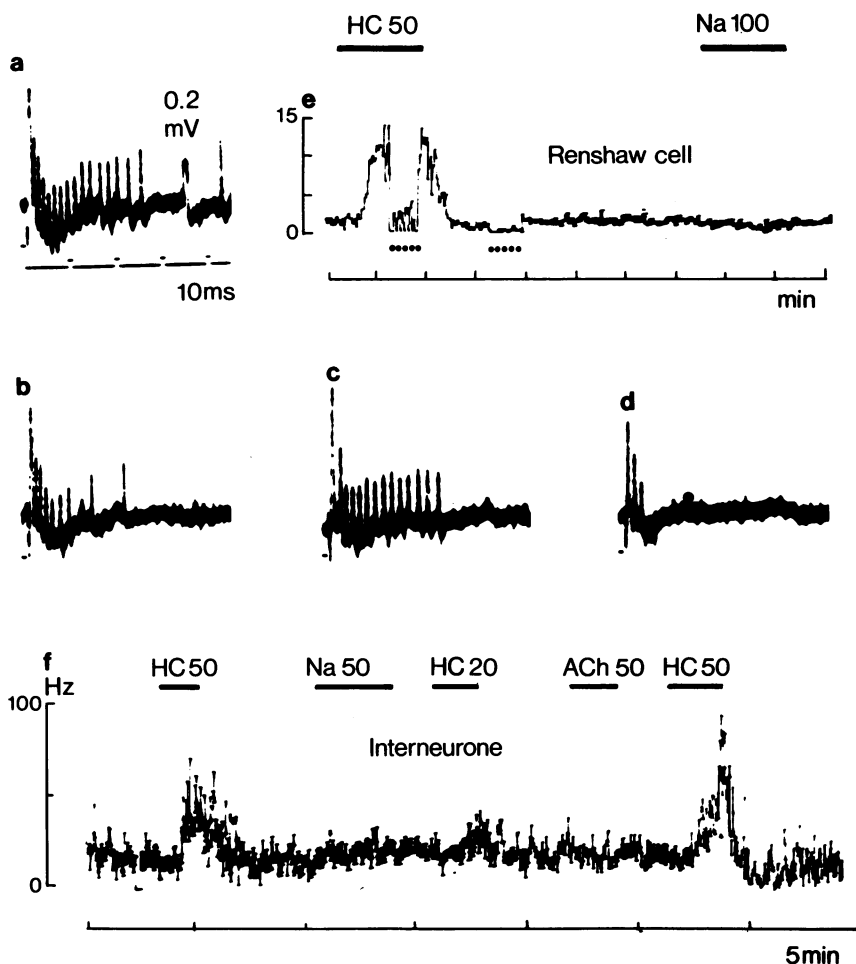 HC 50 Na 100
a
0.2
mV
15 e
Renshaw cell
0
10ms
min
b c d
f
HC 50 Na 50 HC 20 ACh 50 HC 50
Hz
100
Interneurone
0
5min